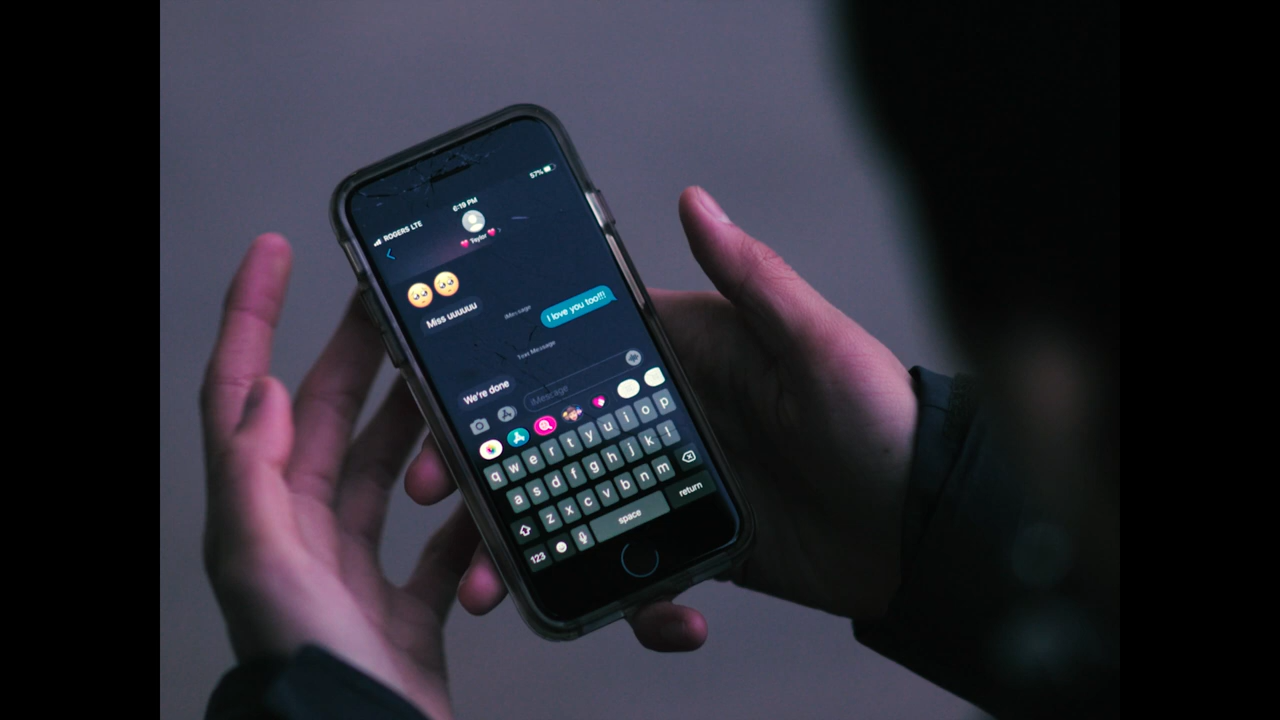 57%
6:19 PM
ROGERS LTE
❤️ Taylor ❤️
🥺🥺
Miss uuuuuu
iMessage
I love you too!!!
Text Message
We're done
iMessage
q w e r t y u i o p
a s d f g h j k l
z x c v b n m
123 space return